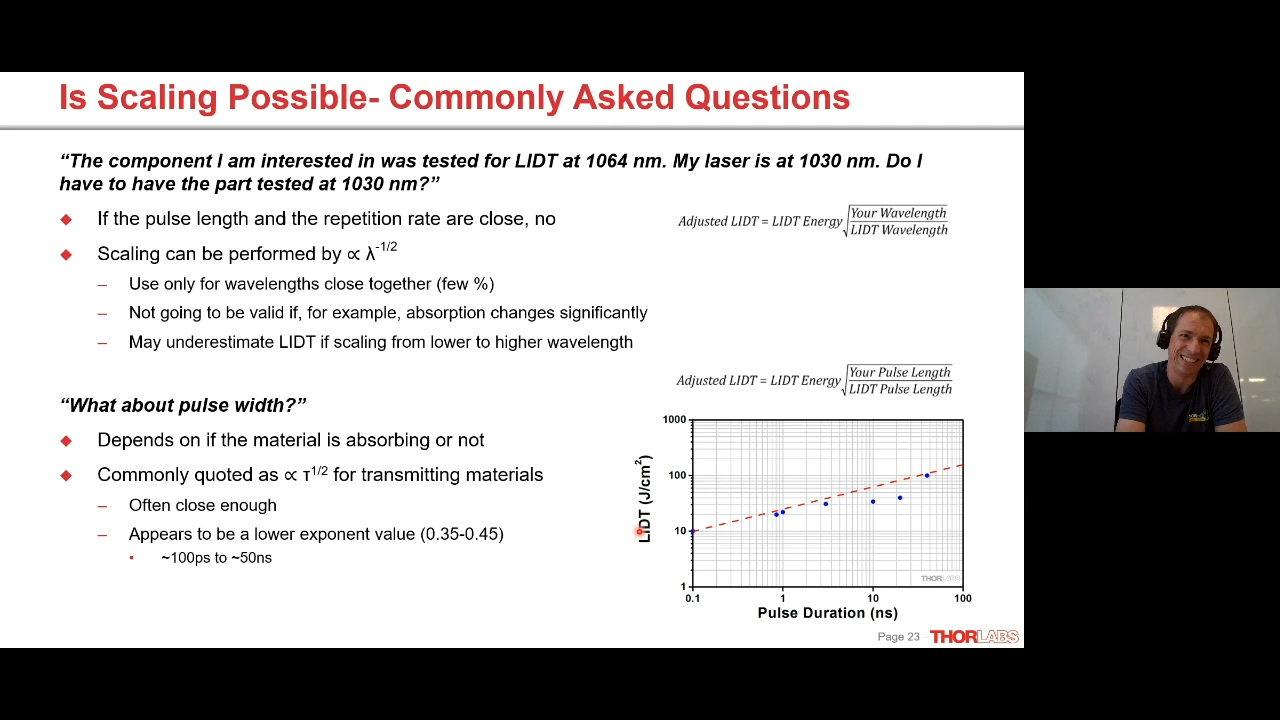 Is Scaling Possible- Commonly Asked Questions
“The component I am interested in was tested for LIDT at 1064 nm. My laser is at 1030 nm. Do I
have to have the part tested at 1030 nm?”
If the pulse length and the repetition rate are close, no
Scaling can be performed by ∝ λ^-1/2
Use only for wavelengths close together (few %)
Not going to be valid if, for example, absorption changes significantly
May underestimate LIDT if scaling from lower to higher wavelength
Adjusted LIDT = LIDT Energy√(Your Wavelength / LIDT Wavelength)
“What about pulse width?”
Depends on if the material is absorbing or not
Commonly quoted as ∝ τ^1/2 for transmitting materials
Often close enough
Appears to be a lower exponent value (0.35-0.45)
~100ps to ~50ns
Adjusted LIDT = LIDT Energy√(Your Pulse Length / LIDT Pulse Length)
LIDT (J/cm²)
1000
100
10
1
0.1 1 10 100
Pulse Duration (ns)
THORLABS
Page 23 THORLABS